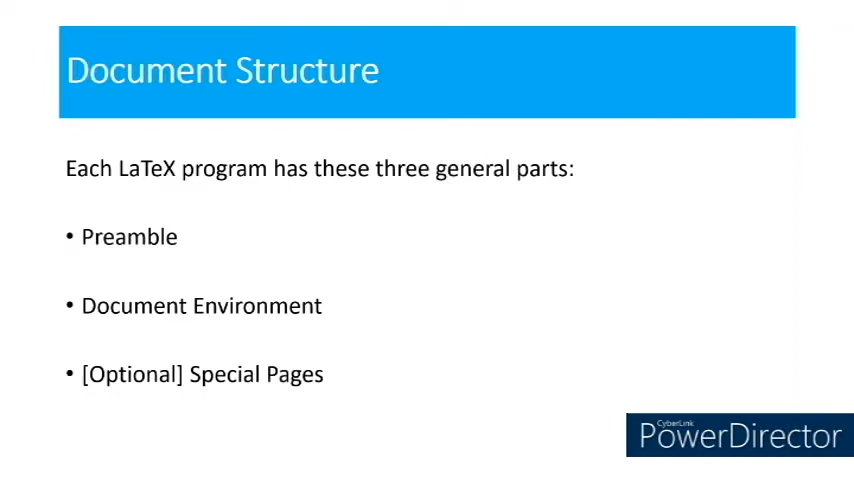 Document Structure
Each LaTeX program has these three general parts:
• Preamble
• Document Environment
• [Optional] Special Pages
CyberLink
PowerDirector